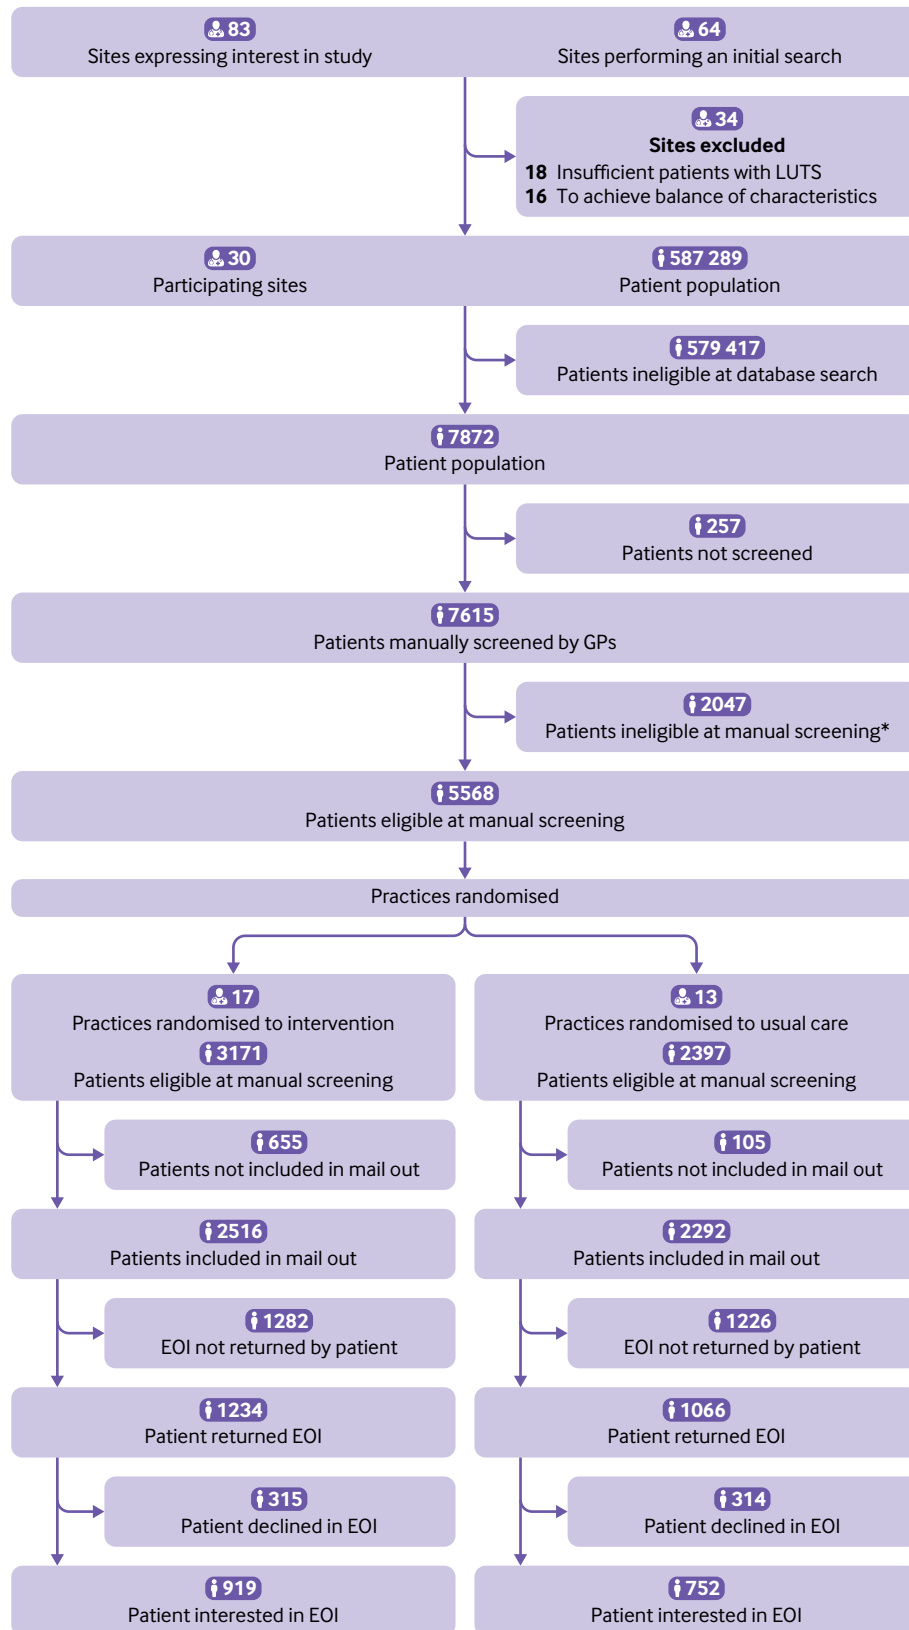 83
Sites expressing interest in study
64
Sites performing an initial search
34
Sites excluded
18 Insufficient patients with LUTS
16 To achieve balance of characteristics
30
Participating sites
587 289
Patient population
579 417
Patients ineligible at database search
7872
Patient population
257
Patients not screened
7615
Patients manually screened by GPs
2047
Patients ineligible at manual screening*
5568
Patients eligible at manual screening
Practices randomised
17
Practices randomised to intervention
3171
Patients eligible at manual screening
13
Practices randomised to usual care
2397
Patients eligible at manual screening
655
Patients not included in mail out
105
Patients not included in mail out
2516
Patients included in mail out
2292
Patients included in mail out
1282
EOI not returned by patient
1226
EOI not returned by patient
1234
Patient returned EOI
1066
Patient returned EOI
315
Patient declined in EOI
314
Patient declined in EOI
919
Patient interested in EOI
752
Patient interested in EOI